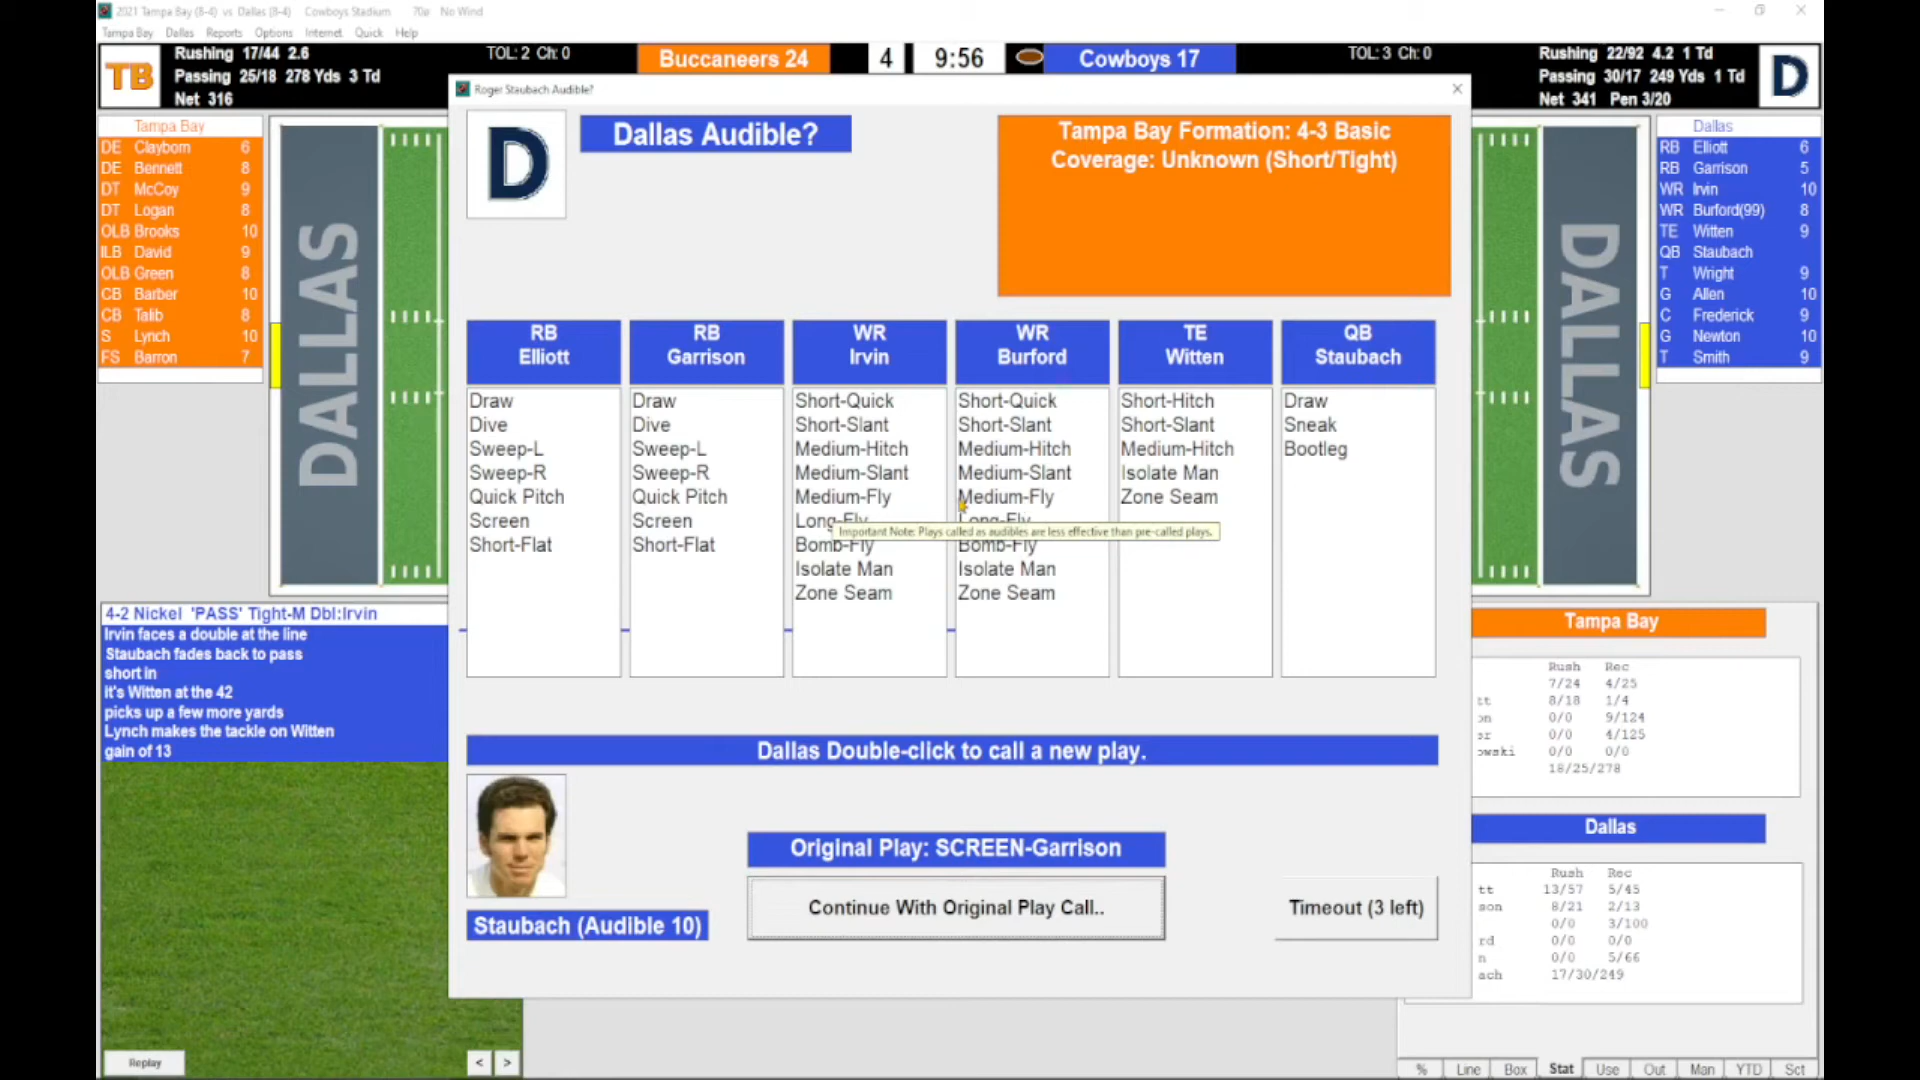 2021 Tampa Bay (8-4) vs Dallas (8-4) Cowboys Stadium 70ø No Wind
Tampa Bay Dallas Reports Options Internet Quick Help
TB
Rushing 17/44 2.6
Passing 25/18 278 Yds 3 Td
Net 316
TOL: 2 Ch: 0
Buccaneers 24
4
9:56
Cowboys 17
TOL: 3 Ch: 0
Rushing 22/92 4.2 1 Td
Passing 30/17 249 Yds 1 Td
Net 341 Pen 3/20
D
Tampa Bay
DE Clayborn 6
DE Bennett 8
DT McCoy 9
DT Logan 8
OLB Brooks 10
ILB David 9
OLB Green 8
CB Barber 10
CB Talib 8
S Lynch 10
FS Barron 7
DALLAS
Roger Staubach Audible?
D
Dallas Audible?
Tampa Bay Formation: 4-3 Basic
Coverage: Unknown (Short/Tight)
RB
Elliott
Draw
Dive
Sweep-L
Sweep-R
Quick Pitch
Screen
Short-Flat
RB
Garrison
Draw
Dive
Sweep-L
Sweep-R
Quick Pitch
Screen
Short-Flat
WR
Irvin
Short-Quick
Short-Slant
Medium-Hitch
Medium-Slant
Medium-Fly
Long-Fly
Bomb-Fly
Isolate Man
Zone Seam
WR
Burford
Short-Quick
Short-Slant
Medium-Hitch
Medium-Slant
Medium-Fly
Long-Fly
Bomb-Fly
Isolate Man
Zone Seam
TE
Witten
Short-Hitch
Short-Slant
Medium-Hitch
Isolate Man
Zone Seam
QB
Staubach
Draw
Sneak
Bootleg
Important Note: Plays called as audibles are less effective than pre-called plays.
Dallas Double-click to call a new play.
Original Play: SCREEN-Garrison
Continue With Original Play Call..
Timeout (3 left)
Staubach (Audible 10)
DALLAS
Dallas
RB Elliott 6
RB Garrison 5
WR Irvin 10
WR Burford(99) 8
TE Witten 9
QB Staubach
T Wright 9
G Allen 10
C Frederick 9
G Newton 10
T Smith 9
4-2 Nickel 'PASS' Tight-M Dbl:Irvin
Irvin faces a double at the line
Staubach fades back to pass
short in
it's Witten at the 42
picks up a few more yards
Lynch makes the tackle on Witten
gain of 13
Replay
< >
Tampa Bay
Rush Rec
7/24 4/25
tt 8/18 1/4
on 0/0 9/124
er 0/0 4/125
owski 0/0 0/0
18/25/278
Dallas
Rush Rec
tt 13/57 5/45
son 8/21 2/13
0/0 3/100
rd 0/0 0/0
n 0/0 5/66
ach 17/30/249
% Line Box Stat Use Out Man YTD Sct